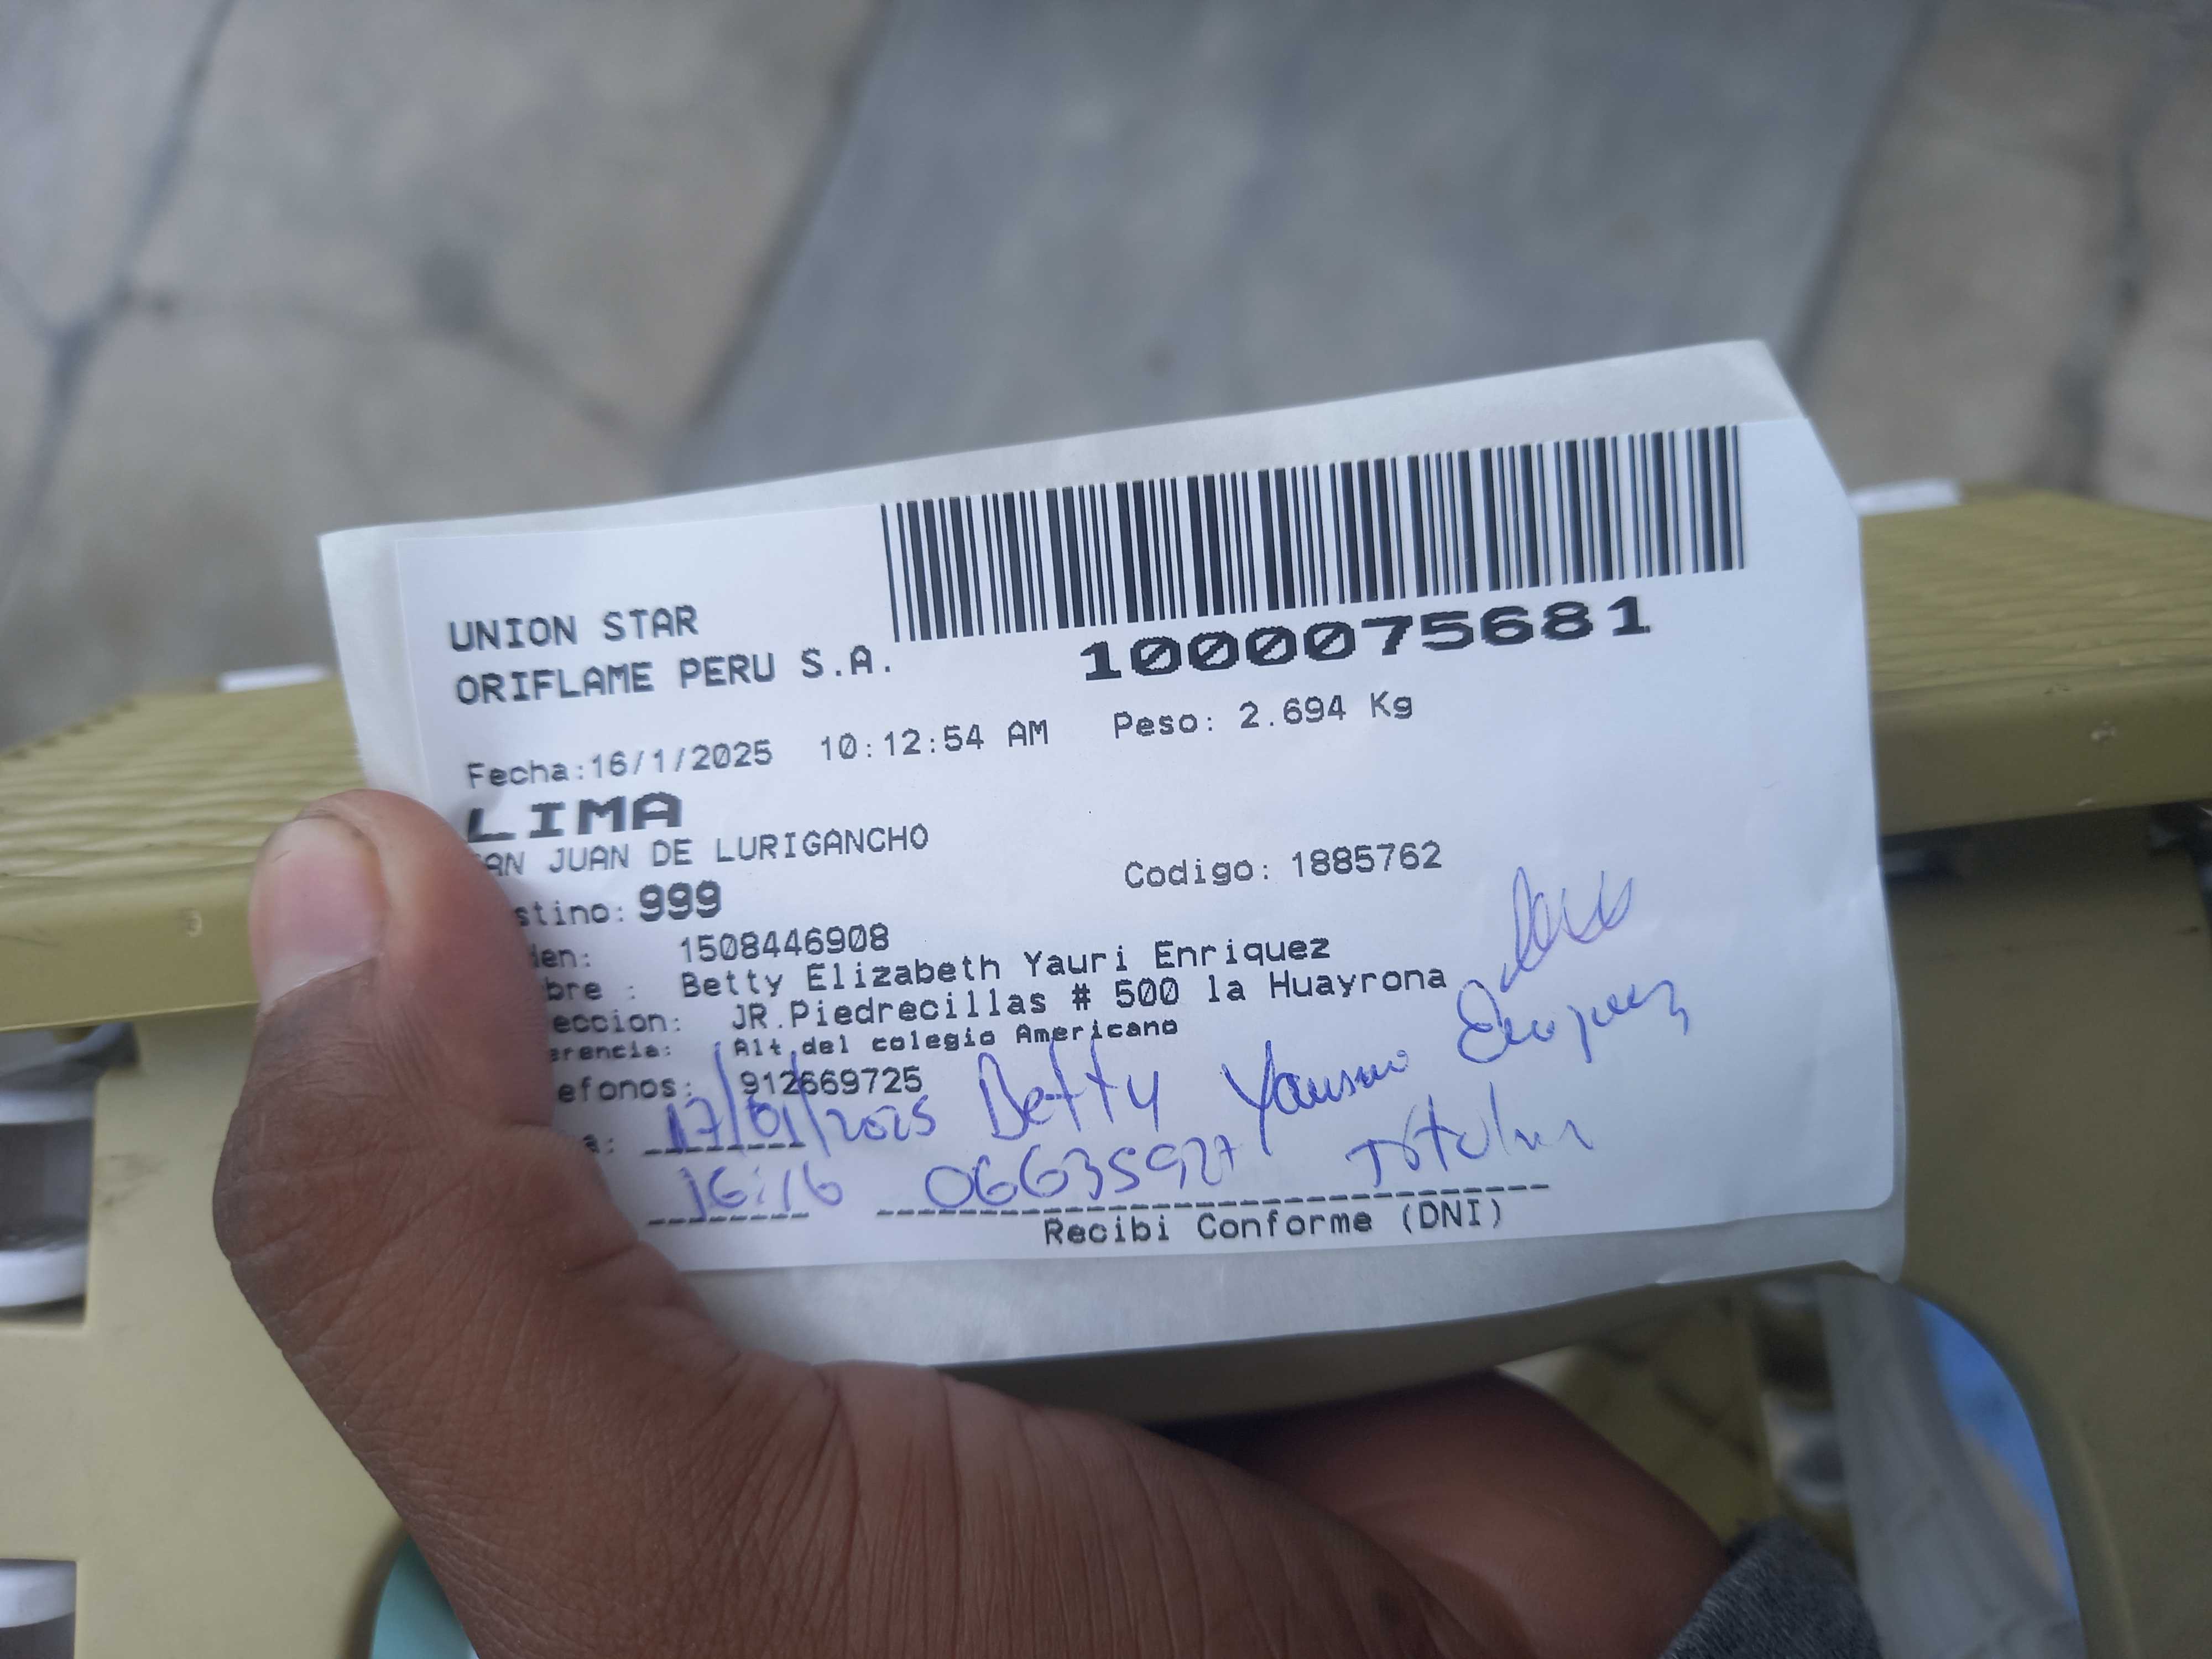 UNION STAR
ORIFLAME PERU S.A.
1000075681
Fecha:16/1/2025 10:12:54 AM Peso: 2.694 Kg
LIMA
AN JUAN DE LURIGANCHO
Codigo: 1885762
stino: 999
den: 1508446908
bre : Betty Elizabeth Yauri Enriquez
eccion: JR.Piedrecillas # 500 la Huayrona
erencia: Alt.del colegio Americano
efonos: 912669725
a: 17/01/2025 Betty
16:16 06635927
Recibi Conforme (DNI)